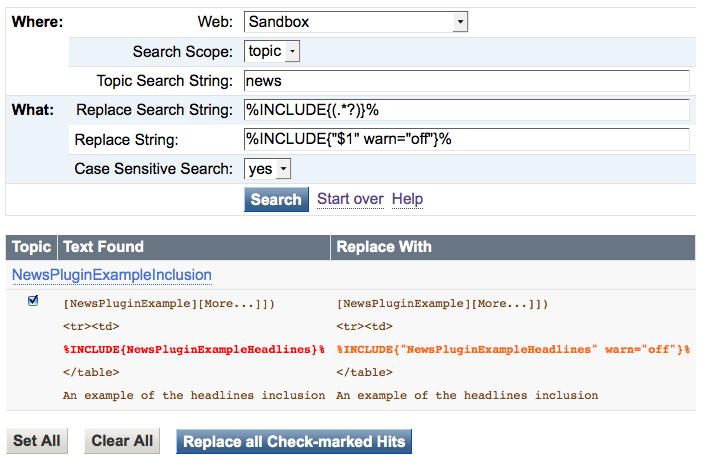 Where: Web: Sandbox
Search Scope: topic
Topic Search String: news
What: Replace Search String: %INCLUDE{(.*?)}%
Replace String: %INCLUDE{"$1" warn="off"}%
Case Sensitive Search: yes
Search Start over Help
Topic Text Found Replace With
NewsPluginExampleInclusion
[NewsPluginExample][More...]]) [NewsPluginExample][More...]])
<tr><td> <tr><td>
%INCLUDE{NewsPluginExampleHeadlines}% %INCLUDE{"NewsPluginExampleHeadlines" warn="off"}%
</table> </table>
An example of the headlines inclusion An example of the headlines inclusion
Set All Clear All Replace all Check-marked Hits